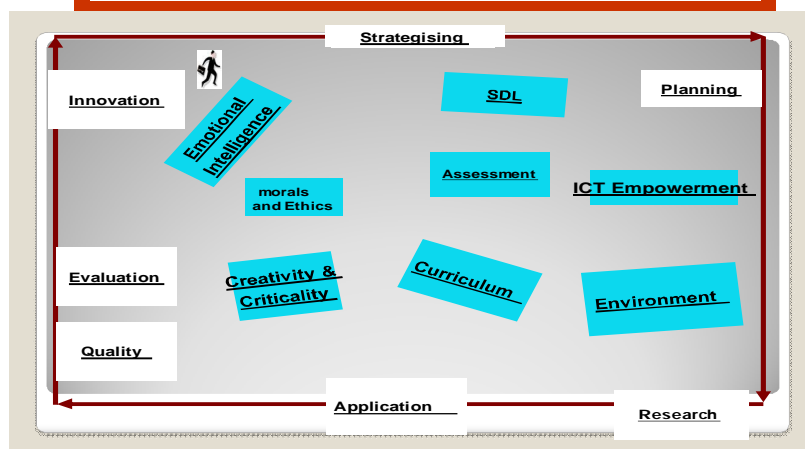 Strategising
Innovation
Emotional
Intelligence
SDL
Planning
morals
and Ethics
Assessment
ICT Empowerment
Evaluation
Creativity &
Criticality
Curriculum
Environment
Quality
Application
Research